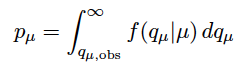 p_μ = ∫_{q_{μ,obs}}^{∞} f(q_μ|μ) dq_μ